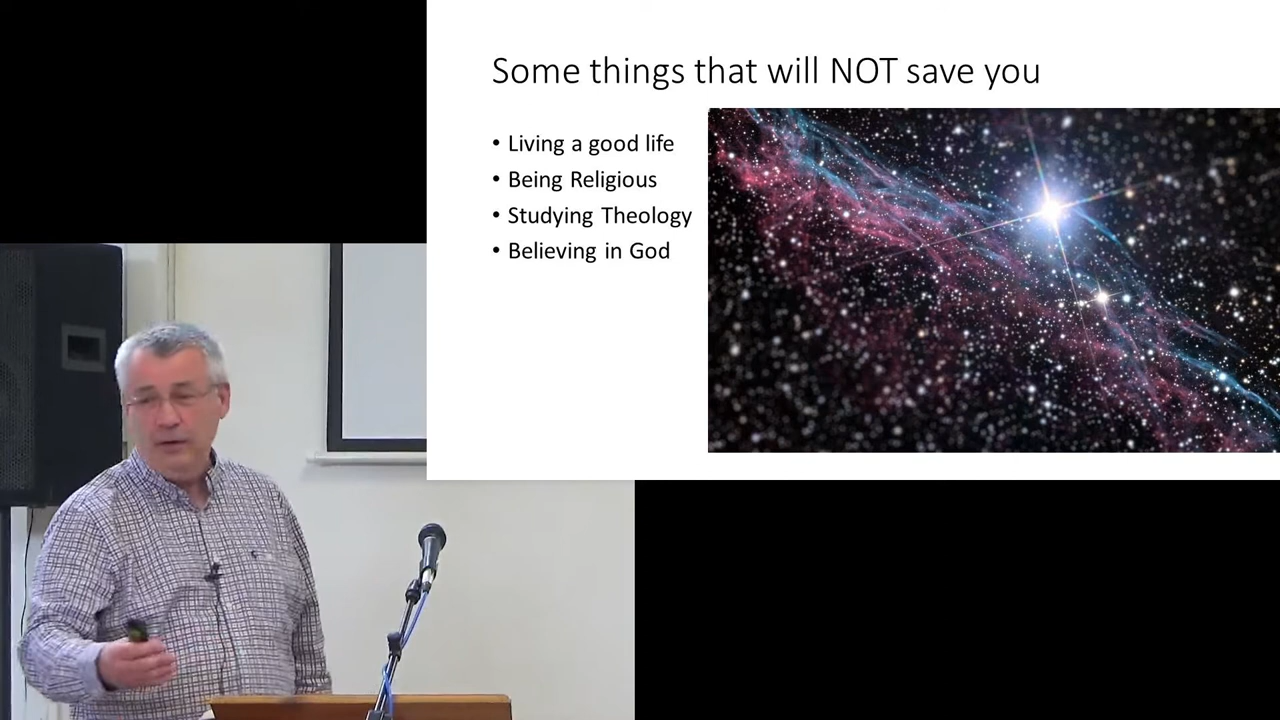 Some things that will NOT save you
• Living a good life
• Being Religious
• Studying Theology
• Believing in God